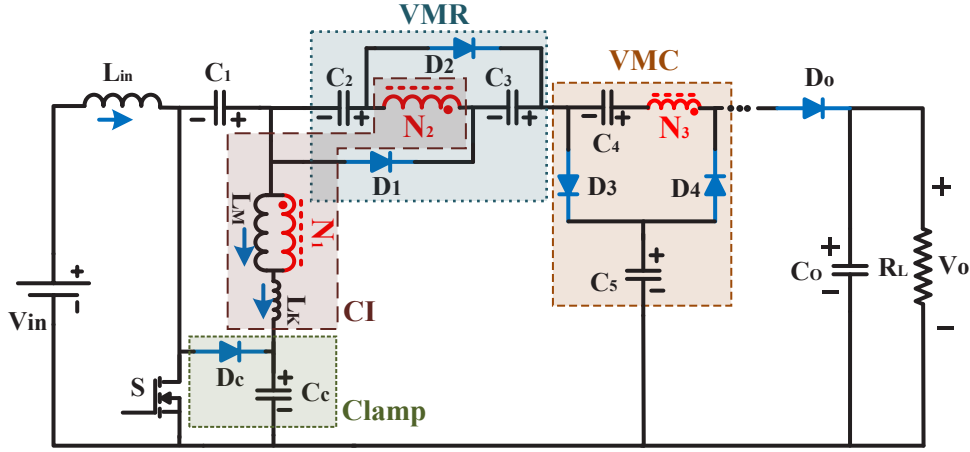 VMR
VMC
Lin
C1
C2
D2
C3
Do
N2
C4
N3
D1
D3
D4
LM
N1
Vin
+
-
LK
CI
C5
Co
RL
Vo
S
Dc
Cc
Clamp